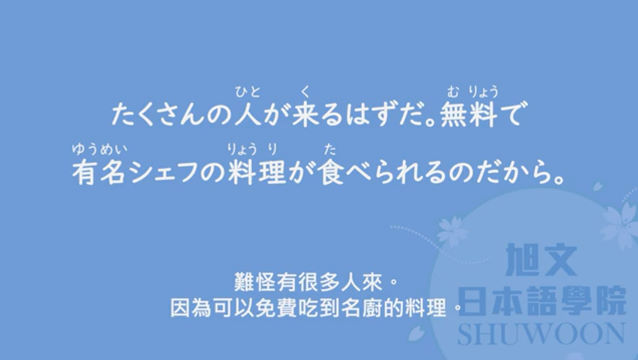 ひと く む りょう
たくさんの人が来るはずだ。無料で
ゆうめい りょう り た
有名シェフの料理が食べられるのだから。
難怪有很多人來。
因為可以免費吃到名廚的料理。
旭文
日本語學院
SHUWOON